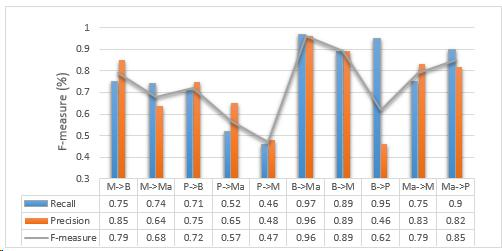 F-measure (%)
1
0.9
0.8
0.7
0.6
0.5
0.4
0.3
M->B M->Ma P->B P->Ma P->M B->Ma B->M B->P Ma->M Ma->P
Recall 0.75 0.74 0.71 0.52 0.46 0.97 0.89 0.95 0.75 0.9
Precision 0.85 0.64 0.75 0.65 0.48 0.96 0.89 0.46 0.83 0.82
F-measure 0.79 0.68 0.72 0.57 0.47 0.96 0.89 0.62 0.79 0.85